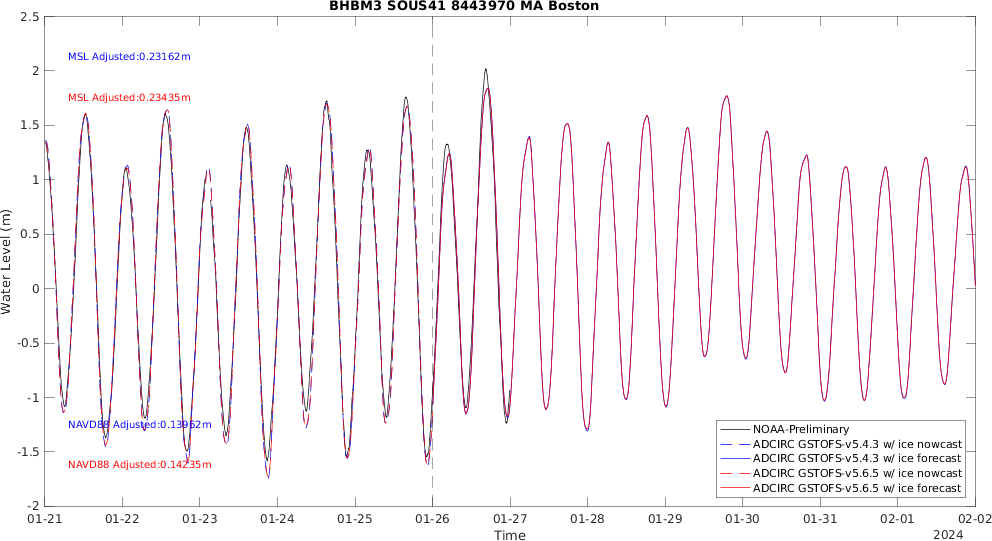 BHBM3 SOUS41 8443970 MA Boston
MSL Adjusted:0.23162m
MSL Adjusted:0.23435m
NAVD88 Adjusted:0.13962m
NAVD88 Adjusted:0.14235m
Water Level (m)
2.5
2
1.5
1
0.5
0
-0.5
-1
-1.5
-2
NOAA-Preliminary
ADCIRC GSTOFS-v5.4.3 w/ ice nowcast
ADCIRC GSTOFS-v5.4.3 w/ ice forecast
ADCIRC GSTOFS-v5.6.5 w/ ice nowcast
ADCIRC GSTOFS-v5.6.5 w/ ice forecast
01-21 01-22 01-23 01-24 01-25 01-26 01-27 01-28 01-29 01-30 01-31 02-01 02-02
Time
2024